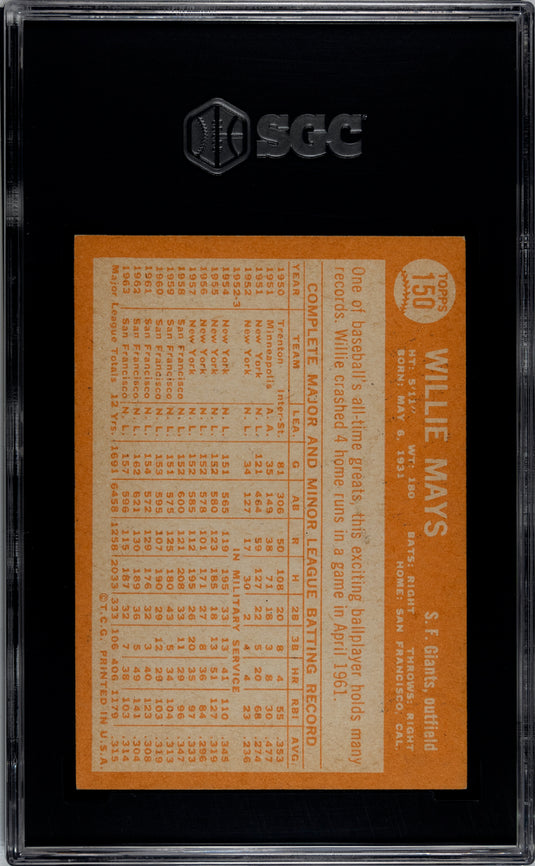 SGC
TOPPS
150
WILLIE MAYS
S. F. Giants, outfield
HT: 5'11" WT: 180 BATS: RIGHT THROWS: RIGHT
BORN: MAY 6, 1931 HOME: SAN FRANCISCO, CAL.
One of baseball's all-time greats, this exciting ballplayer holds many
records. Willie crashed 4 home runs in a game in April 1961.
COMPLETE MAJOR AND MINOR LEAGUE BATTING RECORD
YEAR TEAM LEA. G AB R H 2B 3B HR RBI AVG.
1950 Trenton Inter-St. 81 306 50 108 20 8 4 55 .353
1951 Minneapolis A. A. 35 149 38 71 18 3 8 30 .477
1951 New York N. L. 121 464 59 127 22 5 20 68 .274
1952 New York N. L. 34 127 17 30 2 4 4 23 .236
1952-3 IN MILITARY SERVICE
1954 New York N. L. 151 565 119 195 33 13 41 110 .345
1955 New York N. L. 152 580 123 185 18 13 51 127 .319
1956 New York N. L. 152 578 101 171 27 8 36 84 .296
1957 New York N. L. 152 585 112 195 26 20 35 97 .333
1958 San Francisco N. L. 152 600 121 208 33 11 29 96 .347
1959 San Francisco N. L. 151 575 125 180 43 5 34 104 .313
1960 San Francisco N. L. 153 595 107 190 29 12 29 103 .319
1961 San Francisco N. L. 154 572 129 176 32 3 40 123 .308
1962 San Francisco N. L. 162 621 130 189 36 5 49 141 .304
1963 San Francisco N. L. 157 596 115 187 32 7 38 103 .314
Major League Totals 12 Yrs. 1691 6458 1258 2033 333 106 406 1179 .315
© T.C.G. PRINTED IN U.S.A.